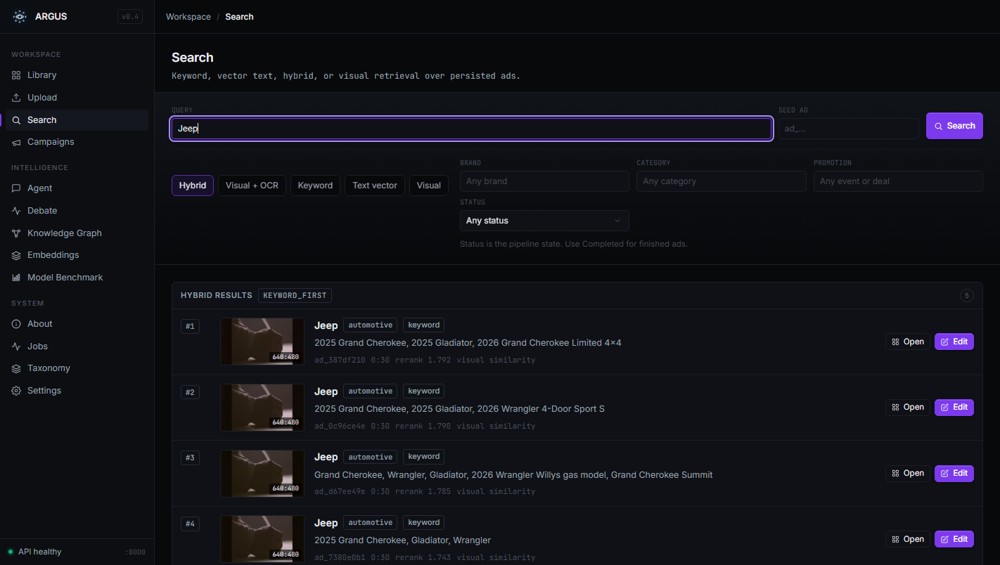 ARGUS
v0.4
Workspace / Search
WORKSPACE
Library
Upload
Search
Campaigns
INTELLIGENCE
Agent
Debate
Knowledge Graph
Embeddings
Model Benchmark
SYSTEM
About
Jobs
Taxonomy
Settings
API healthy
:8000
Search
Keyword, vector text, hybrid, or visual retrieval over persisted ads.
QUERY
Jeep
SEED AD
ad_...
Search
Hybrid
Visual + OCR
Keyword
Text vector
Visual
BRAND
Any brand
CATEGORY
Any category
PROMOTION
Any event or deal
STATUS
Any status
Status is the pipeline state. Use Completed for finished ads.
HYBRID RESULTS KEYWORD_FIRST
5
#1
640:480
Jeep automotive keyword
2025 Grand Cherokee, 2025 Gladiator, 2026 Grand Cherokee Limited 4×4
ad_387df210 0:30 rerank 1.792 visual similarity
Open Edit
#2
640:480
Jeep automotive keyword
2025 Grand Cherokee, 2025 Gladiator, 2026 Wrangler 4-Door Sport S
ad_0c96ce4e 0:30 rerank 1.790 visual similarity
Open Edit
#3
640:480
Jeep automotive keyword
Grand Cherokee, Wrangler, Gladiator, 2026 Wrangler Willys gas model, Grand Cherokee Summit
ad_d67ee49e 0:30 rerank 1.785 visual similarity
Open Edit
#4
640:480
Jeep automotive keyword
2025 Grand Cherokee, Gladiator, Wrangler
ad_7380e0b1 0:30 rerank 1.743 visual similarity
Open Edit